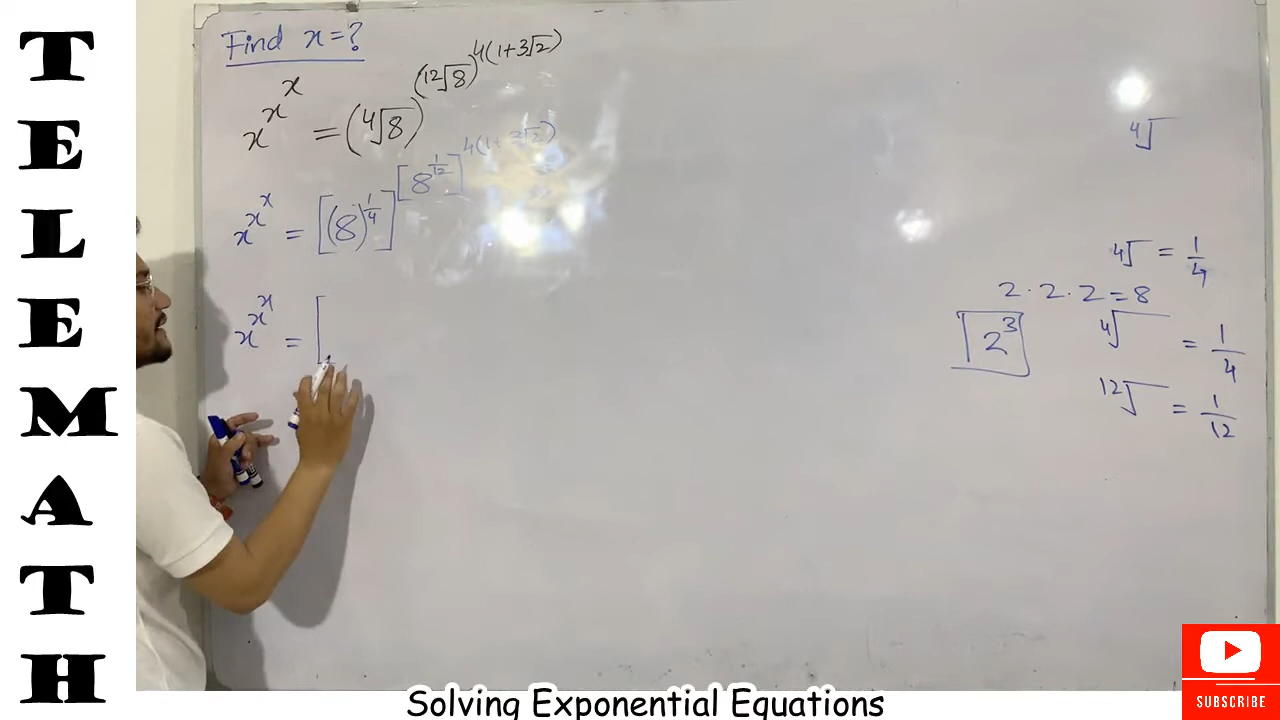 TELEMATH
Find x=?
x^x^x = (⁴√8)^(¹²√8)^4(1+3√2)
x^x^x = [(8)^1/4]^[8^1/12]^4(1+3√2)
x^x^x = [
⁴√
⁴√ = 1/4
2·2·2=8
2³
⁴√ = 1/4
¹²√ = 1/12
Solving Exponential Equations
SUBSCRIBE